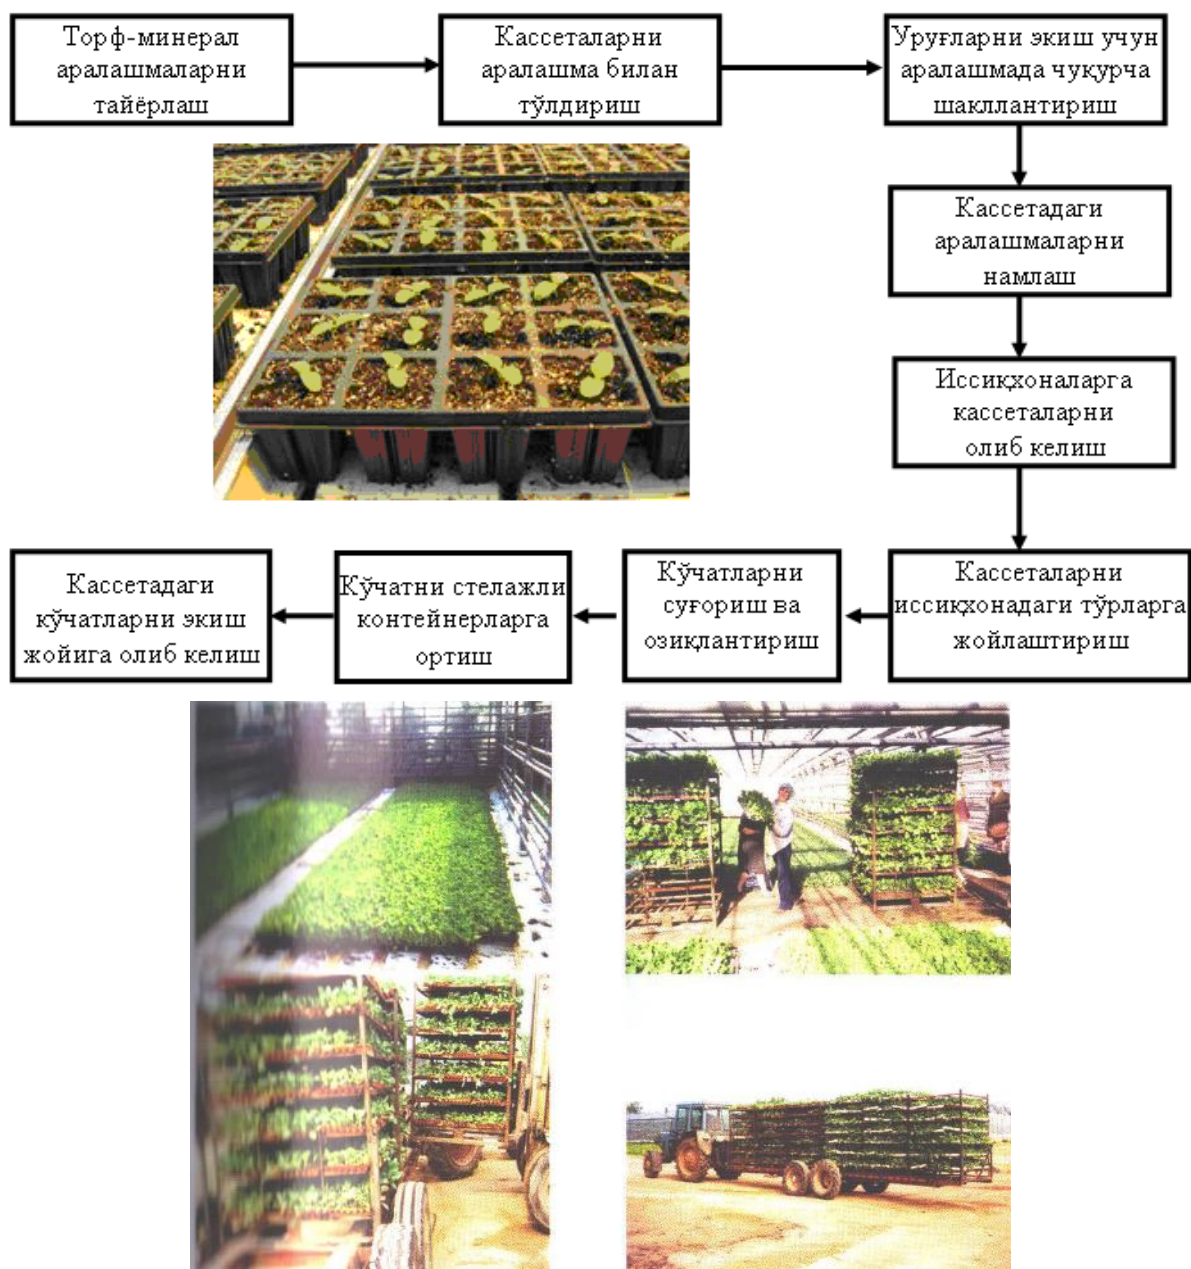 Торф-минерал
аралашмаларни
тайёрлаш
Кассеталарни
аралашма билан
тўлдириш
Уруғларни экиш учун
аралашмада чуқурча
шакллантириш
Кассетадаги
аралашмаларни
намлаш
Иссиқхоналарга
кассеталарни
олиб келиш
Кассеталарни
иссиқхонадаги тўрларга
жойлаштириш
Кўчатларни
суғориш ва
озиқлантириш
Кўчатни стелажли
контейнерларга
ортиш
Кассетадаги
кўчатларни экиш
жойига олиб келиш